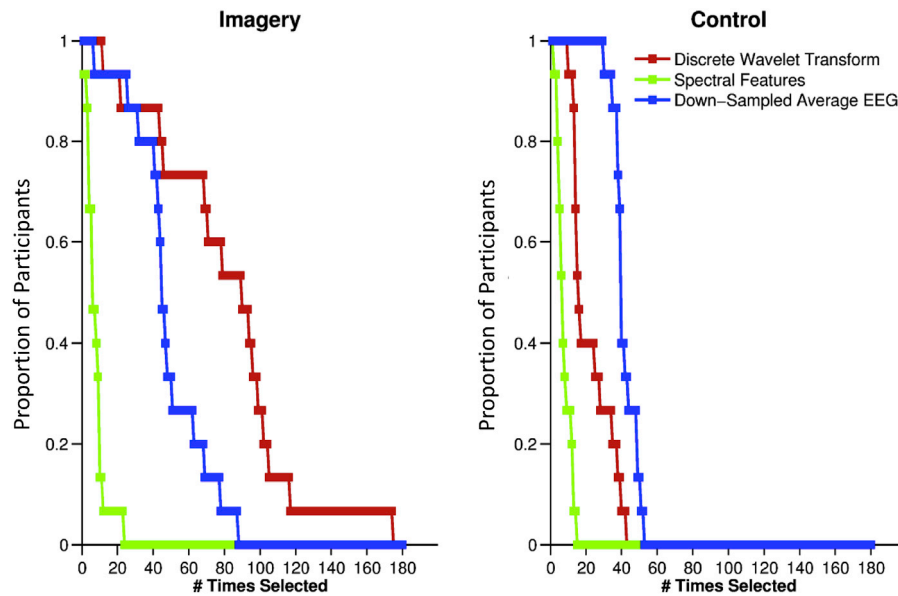 Imagery
Control
Discrete Wavelet Transform
Spectral Features
Down-Sampled Average EEG
Proportion of Participants
1
0.8
0.6
0.4
0.2
0
0 20 40 60 80 100 120 140 160 180
# Times Selected
Proportion of Participants
1
0.8
0.6
0.4
0.2
0
0 20 40 60 80 100 120 140 160 180
# Times Selected